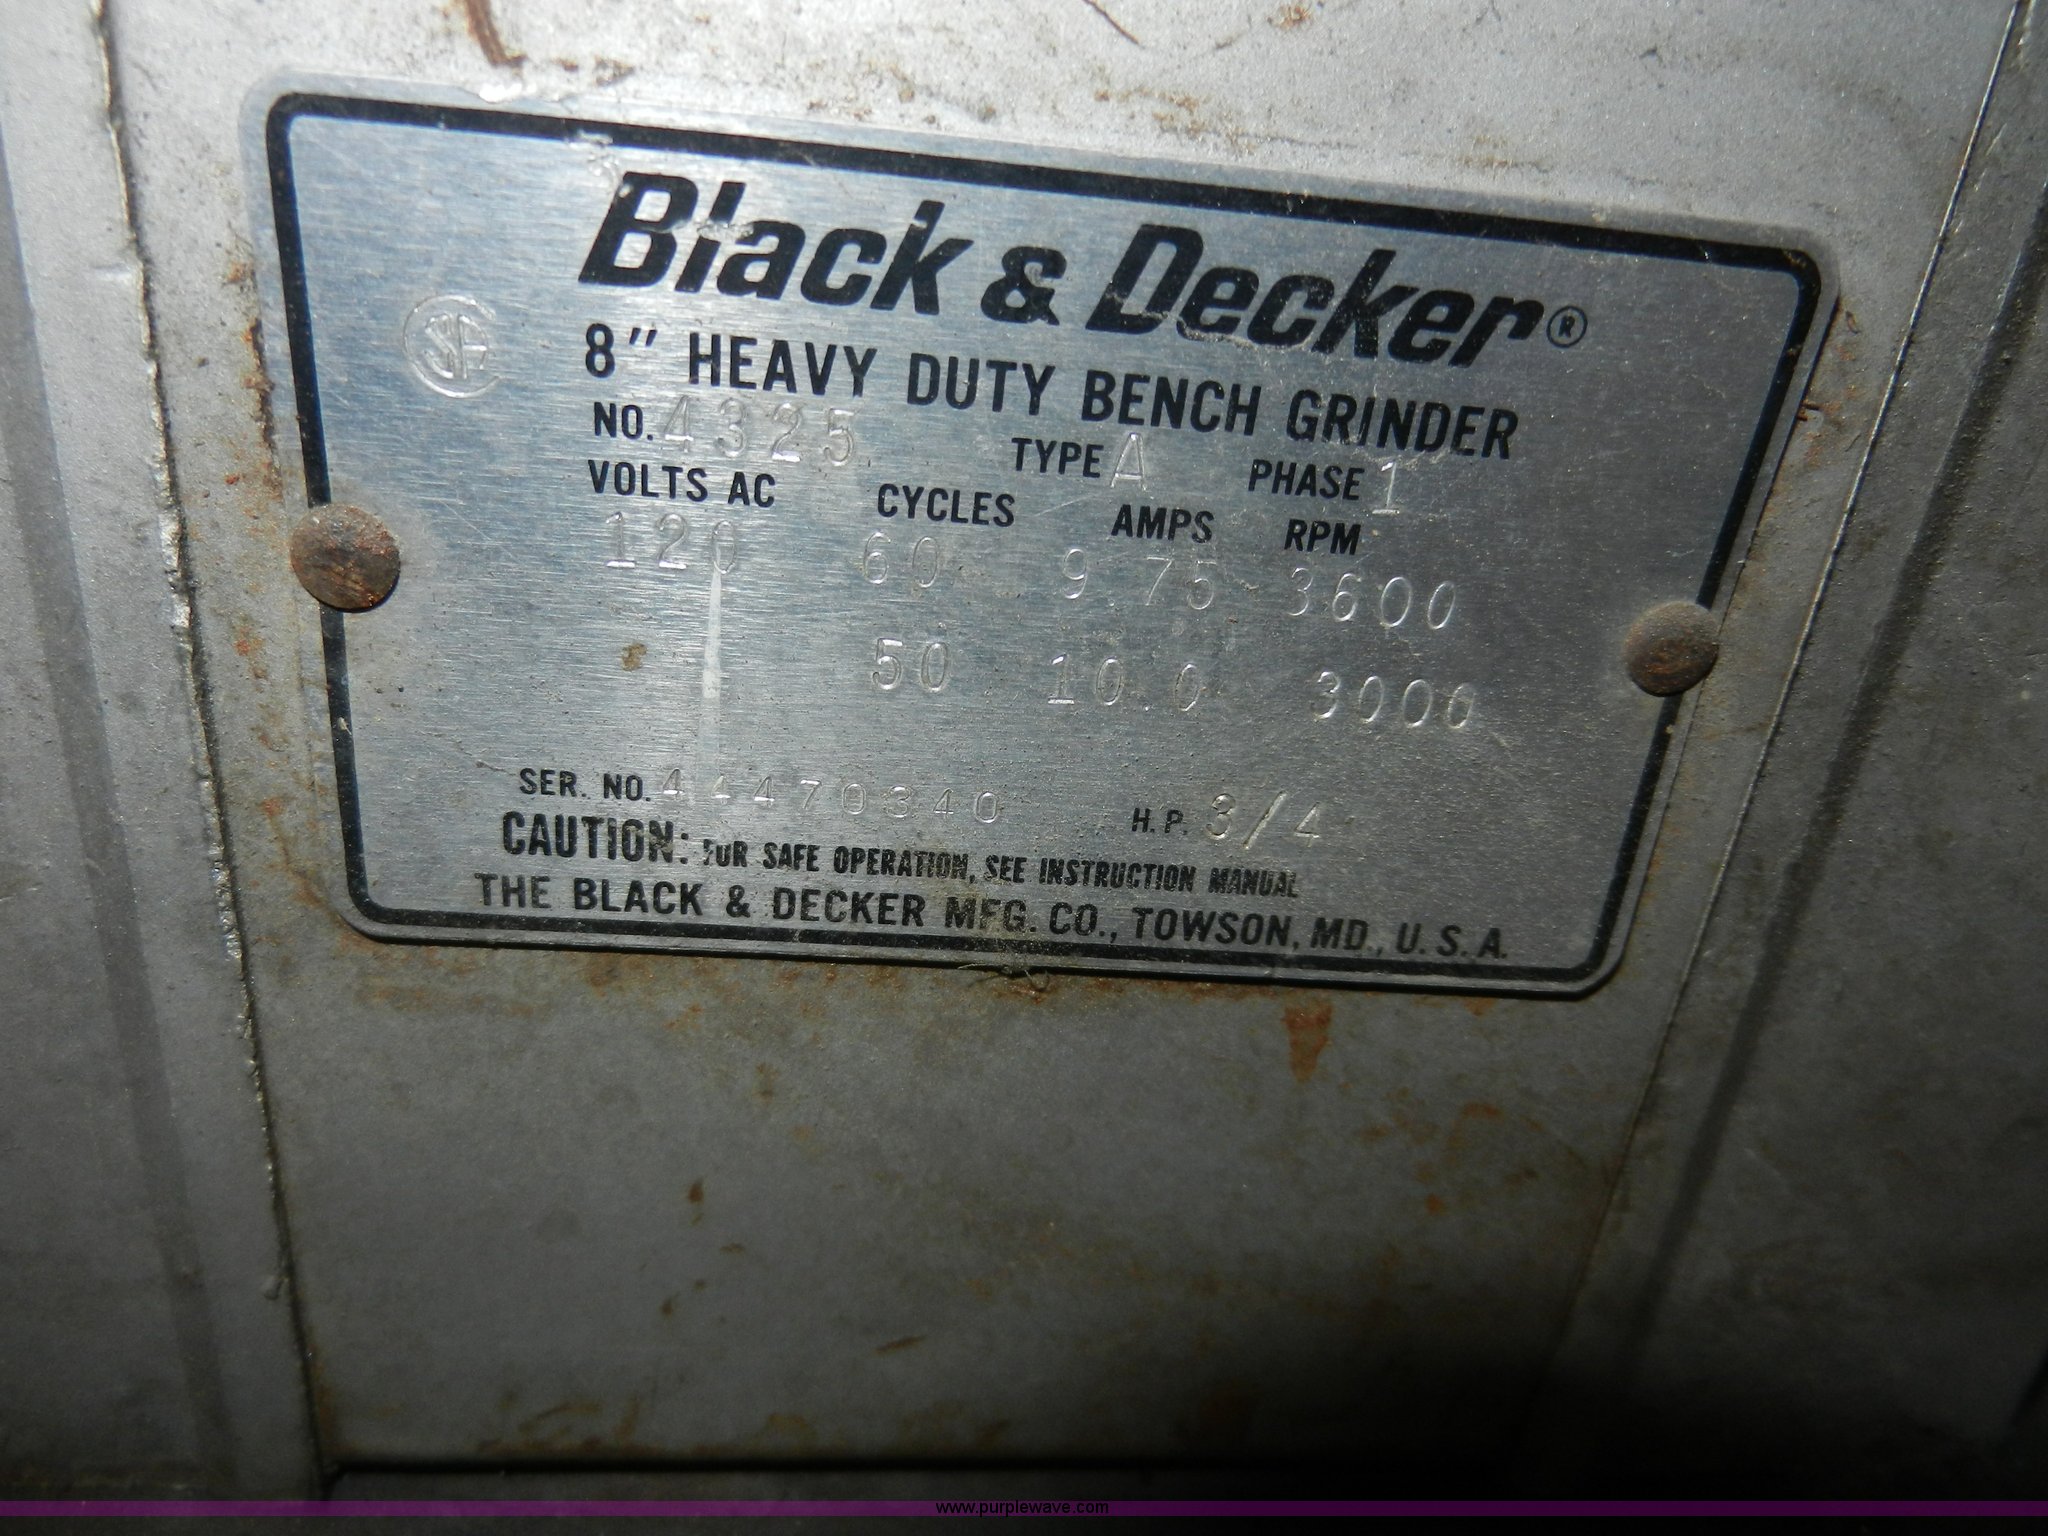 Black & Decker®
8" HEAVY DUTY BENCH GRINDER
NO. 4325 TYPE A PHASE 1
VOLTS AC CYCLES AMPS RPM
120 60 9.75 3600
50 10.0 3000
SER. NO. 44470340 H.P. 3/4
CAUTION: FOR SAFE OPERATION, SEE INSTRUCTION MANUAL
THE BLACK & DECKER MFG. CO., TOWSON, MD., U.S.A.
CSA
www.purplewave.com